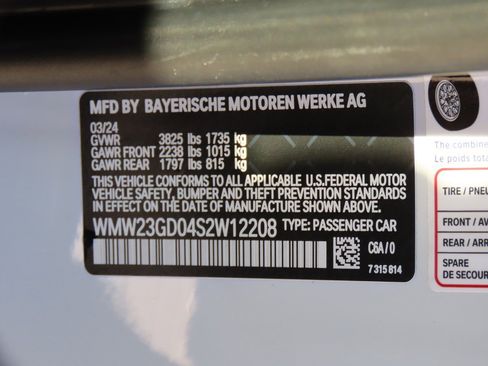 MFD BY BAYERISCHE MOTOREN WERKE AG
03/24
GVWR 3825 lbs 1735 kg
GAWR FRONT 2238 lbs 1015 kg
GAWR REAR 1797 lbs 815 kg
THIS VEHICLE CONFORMS TO ALL APPLICABLE U.S.FEDERAL MOTOR
VEHICLE SAFETY, BUMPER AND THEFT PREVENTION STANDARDS
IN EFFECT ON THE DATE OF MANUFACTURE SHOWN ABOVE.
WMW23GD04S2W12208 TYPE: PASSENGER CAR
C6A / 0
7 315 814
The combine
Le poids tota
TIRE / PNEU
FRONT / AV
REAR / ARR
SPARE
DE SECOUR